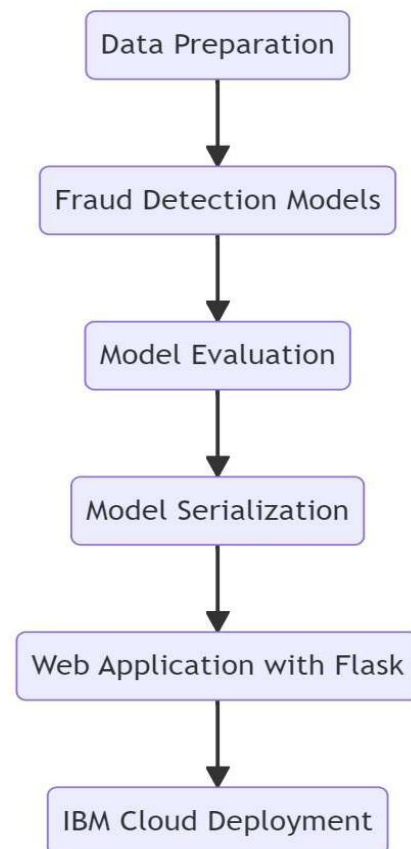 Data Preparation
Fraud Detection Models
Model Evaluation
Model Serialization
Web Application with Flask
IBM Cloud Deployment